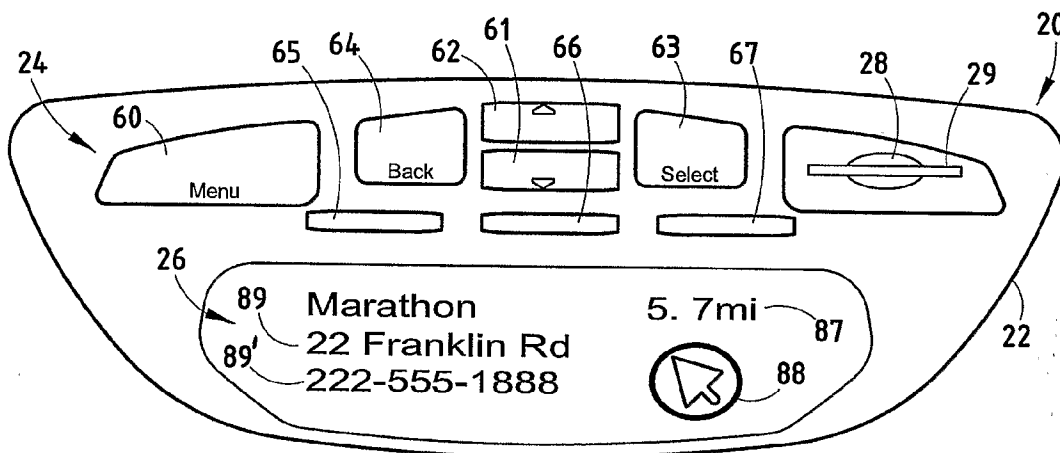 61
64 62 66 63 20
65 67 28
24 29
60
Back Select
Menu
26
89 Marathon 5. 7mi 87 22
22 Franklin Rd
89' 222-555-1888 88